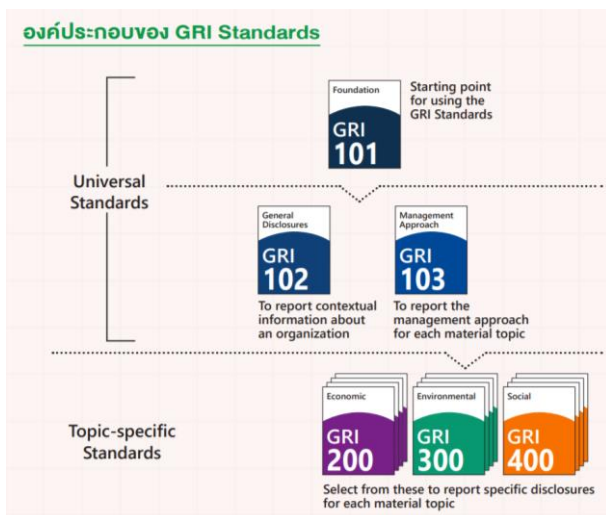 องค์ประกอบของ GRI Standards
Foundation
GRI
101
Starting point
for using the
GRI Standards
Universal
Standards
General
Disclosures
GRI
102
Management
Approach
GRI
103
To report contextual
information about
an organization
To report the
management approach
for each material topic
Topic-specific
Standards
Economic
GRI
200
Environmental
GRI
300
Social
GRI
400
Select from these to report specific disclosures
for each material topic